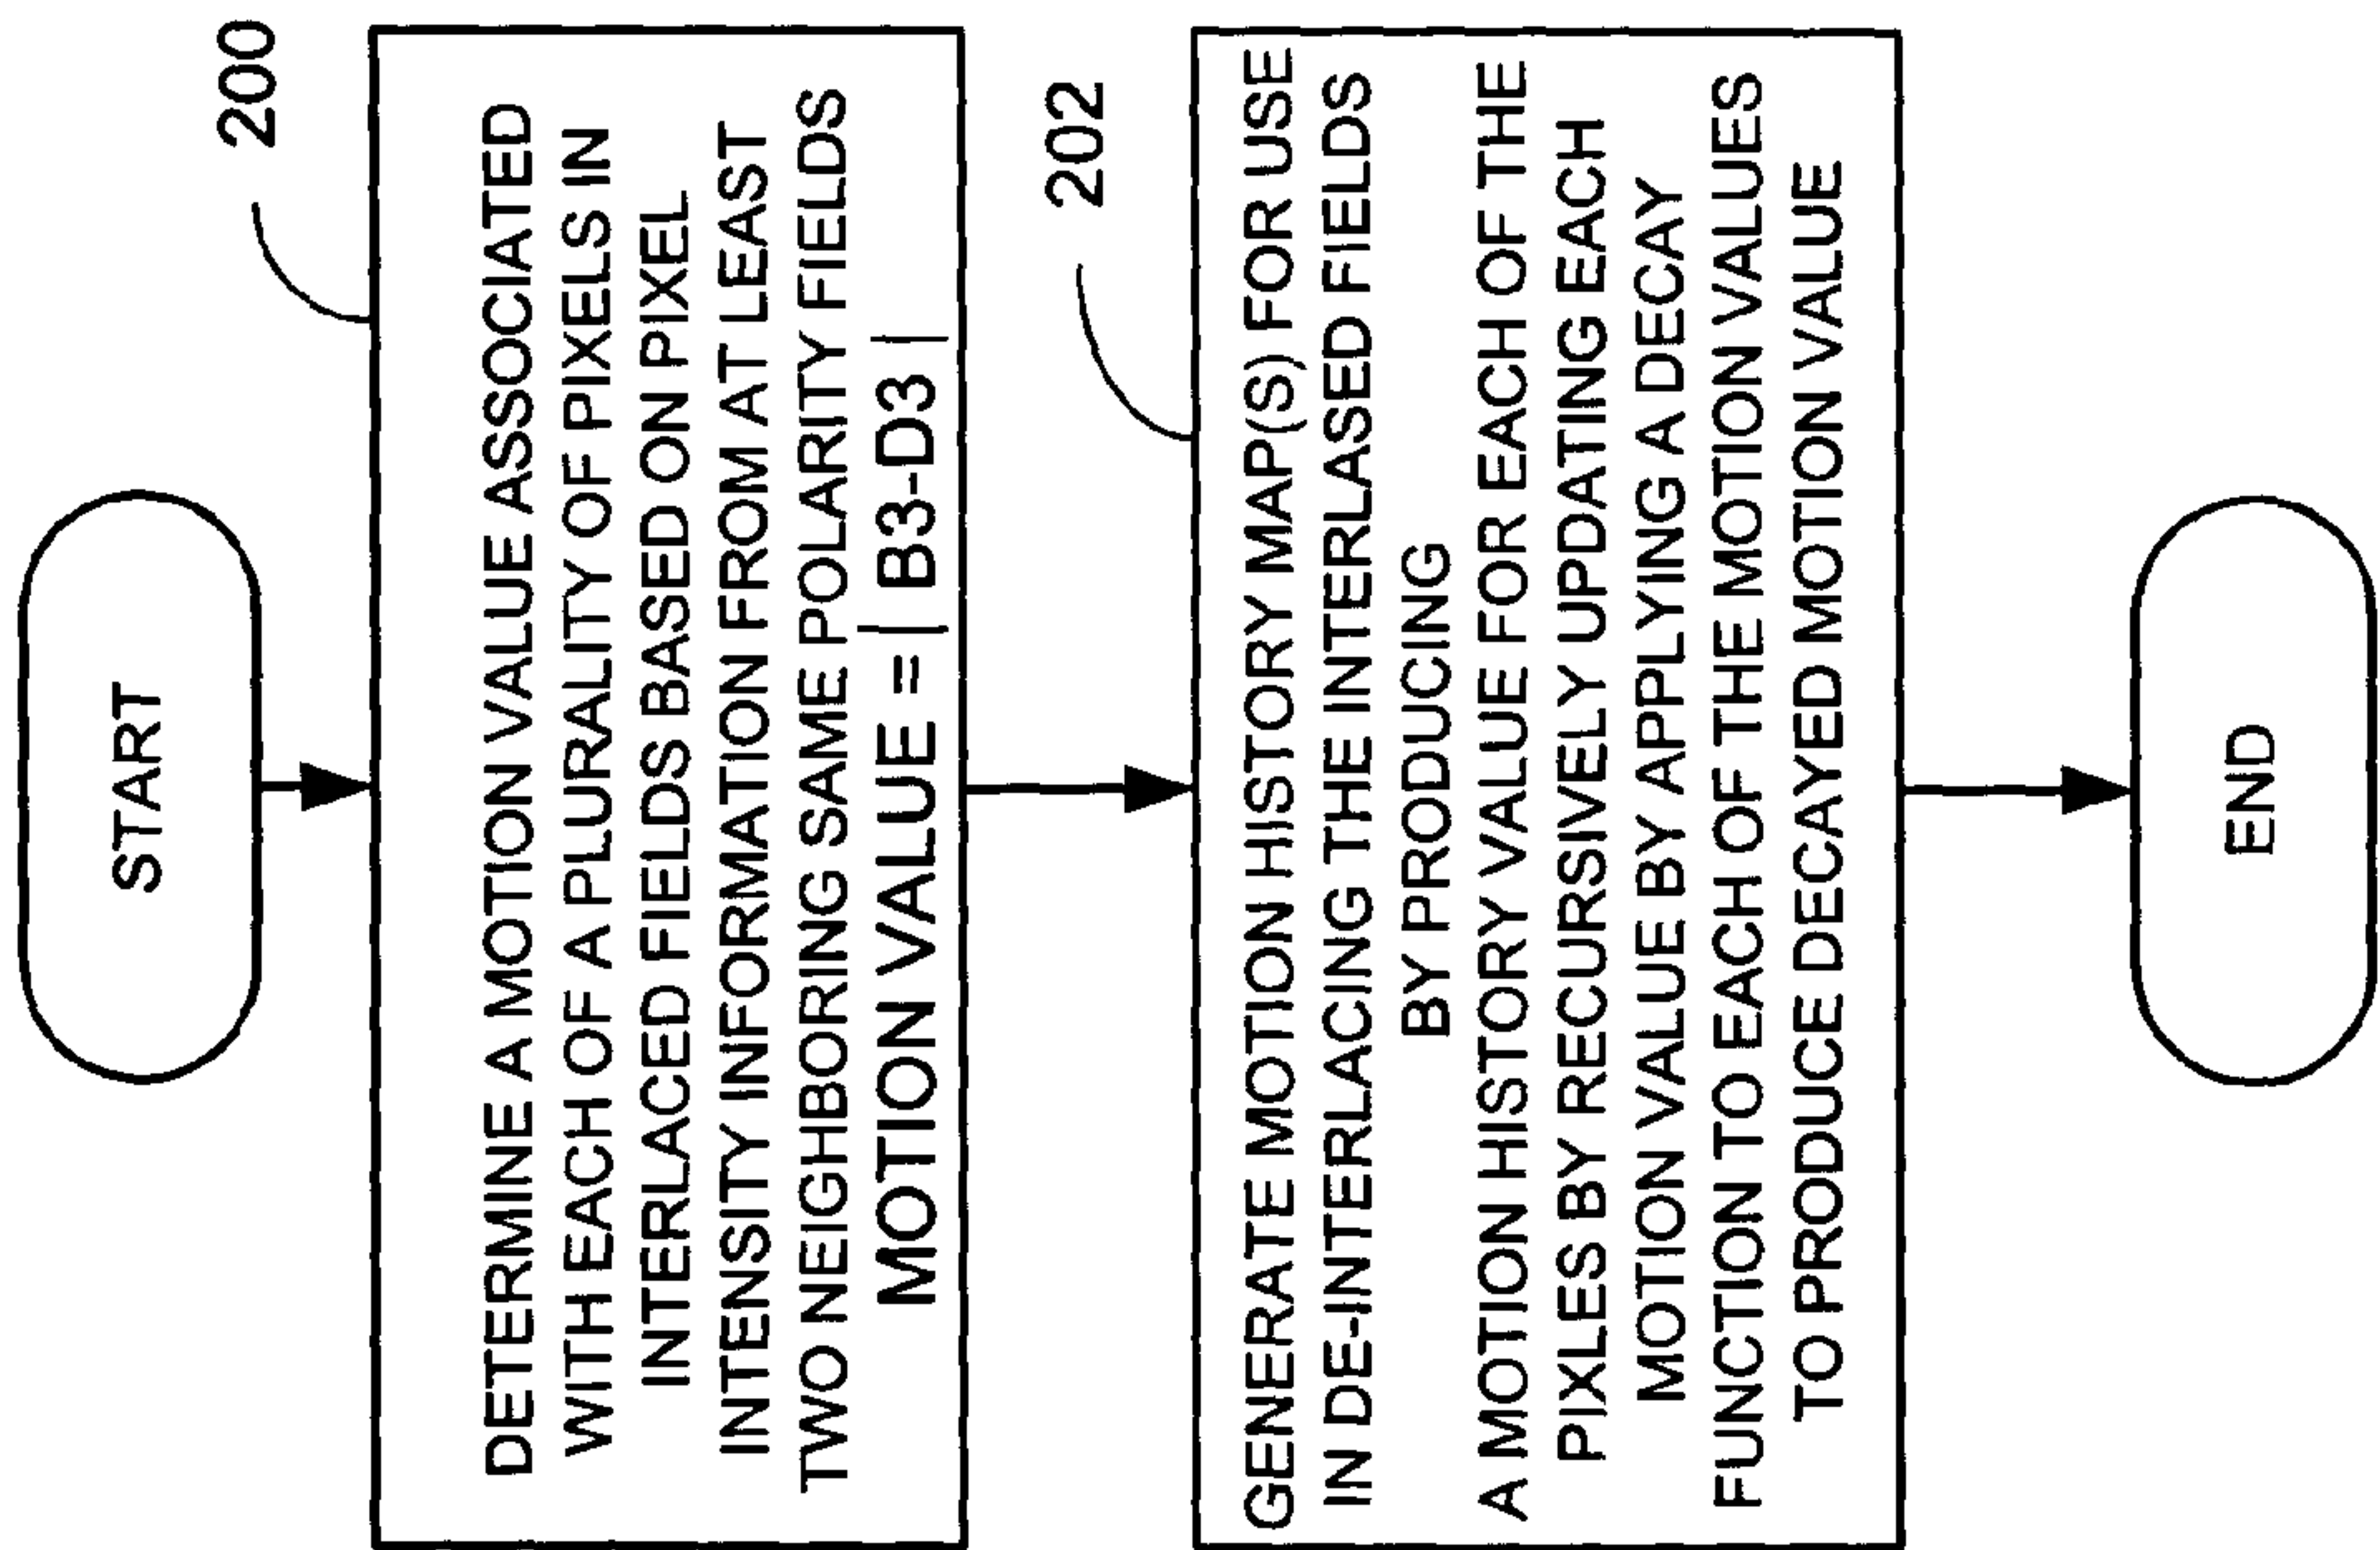 START
200
DETERMINE A MOTION VALUE ASSOCIATED
WITH EACH OF A PLURALITY OF PIXELS IN
INTERLACED FIELDS BASED ON PIXEL
INTENSITY INFORMATION FROM AT LEAST
TWO NEIGHBORING SAME POLARITY FIELDS
MOTION VALUE = | B3-D3 |
202
GENERATE MOTION HISTORY MAP(S) FOR USE
IN DE-INTERLACING THE INTERLASED FIELDS
BY PRODUCING
A MOTION HISTORY VALUE FOR EACH OF THE
PIXLES BY RECURSIVELY UPDATING EACH
MOTION VALUE BY APPLYING A DECAY
FUNCTION TO EACH OF THE MOTION VALUES
TO PRODUCE DECAYED MOTION VALUE
END